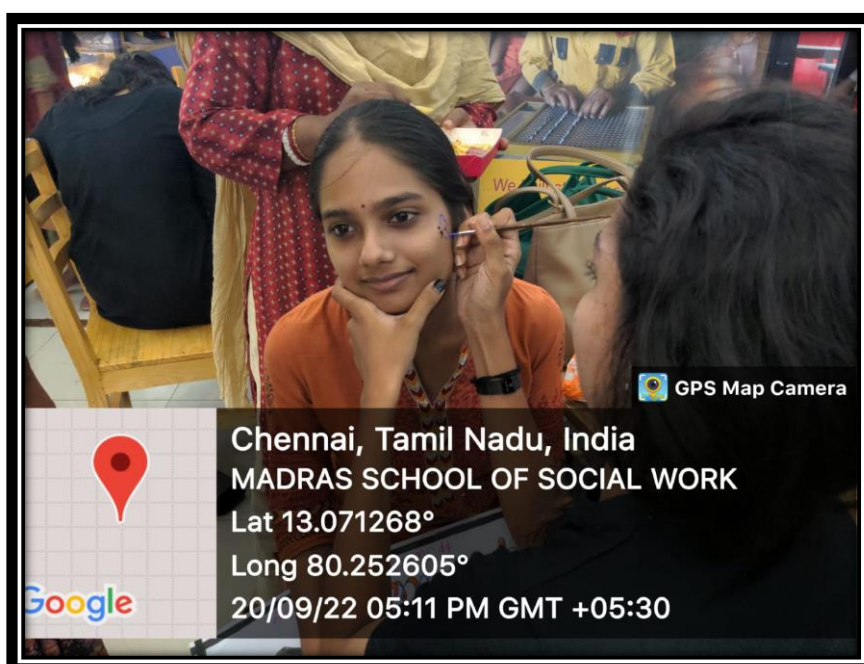 We
GPS Map Camera
Chennai, Tamil Nadu, India
MADRAS SCHOOL OF SOCIAL WORK
Lat 13.071268°
Long 80.252605°
20/09/22 05:11 PM GMT +05:30
Google